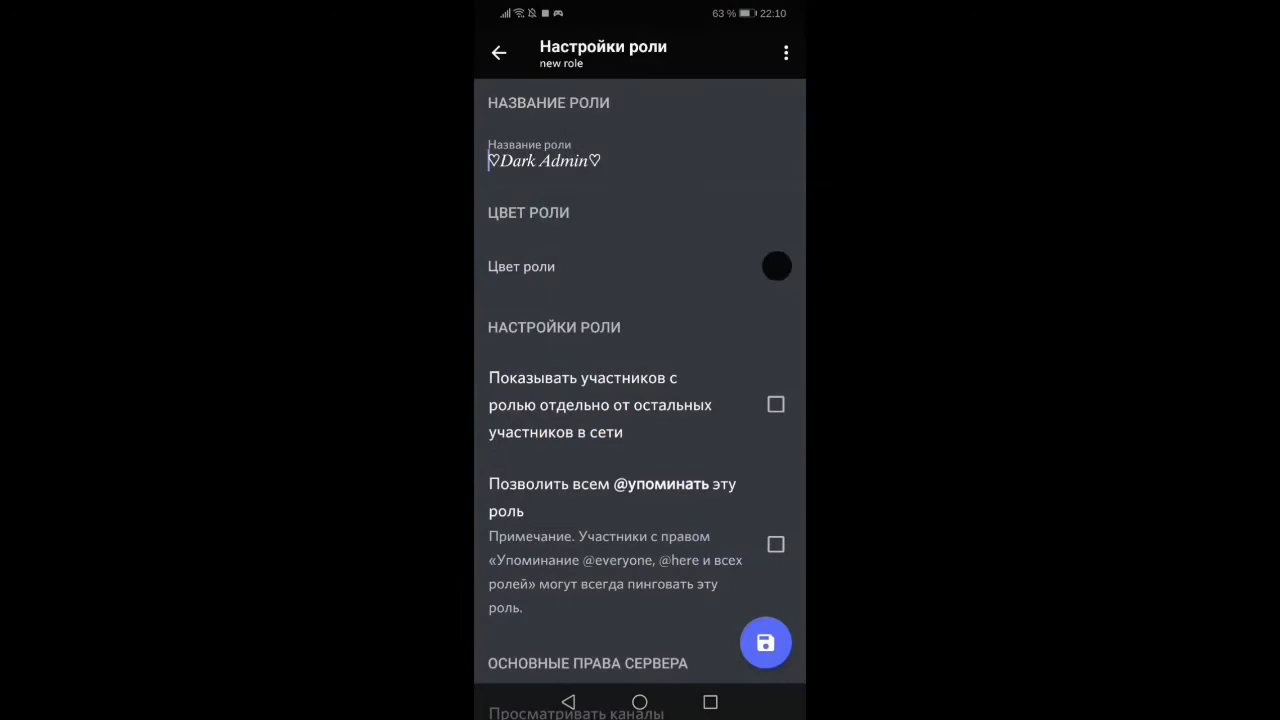 63 % 22:10
Настройки роли
new role
НАЗВАНИЕ РОЛИ
Название роли
♡Dark Admin♡
ЦВЕТ РОЛИ
Цвет роли
НАСТРОЙКИ РОЛИ
Показывать участников с
ролью отдельно от остальных
участников в сети
Позволить всем @упоминать эту
роль
Примечание. Участники с правом
«Упоминание @everyone, @here и всех
ролей» могут всегда пинговать эту
роль.
ОСНОВНЫЕ ПРАВА СЕРВЕРА
Просматривать каналы